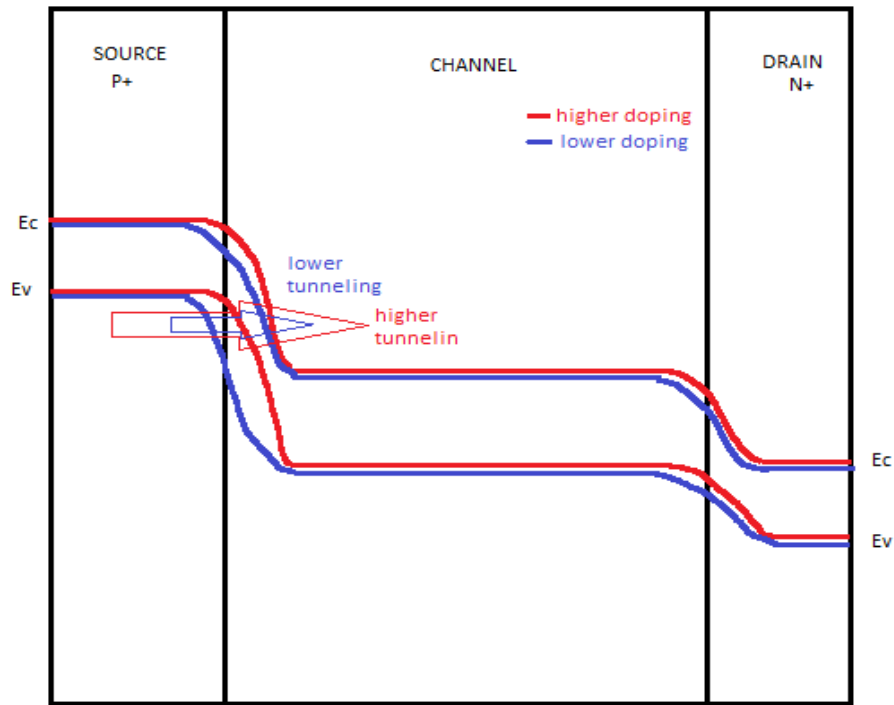 SOURCE
P+
CHANNEL
DRAIN
N+
higher doping
lower doping
Ec
Ev
lower
tunneling
higher
tunnelin
Ec
Ev